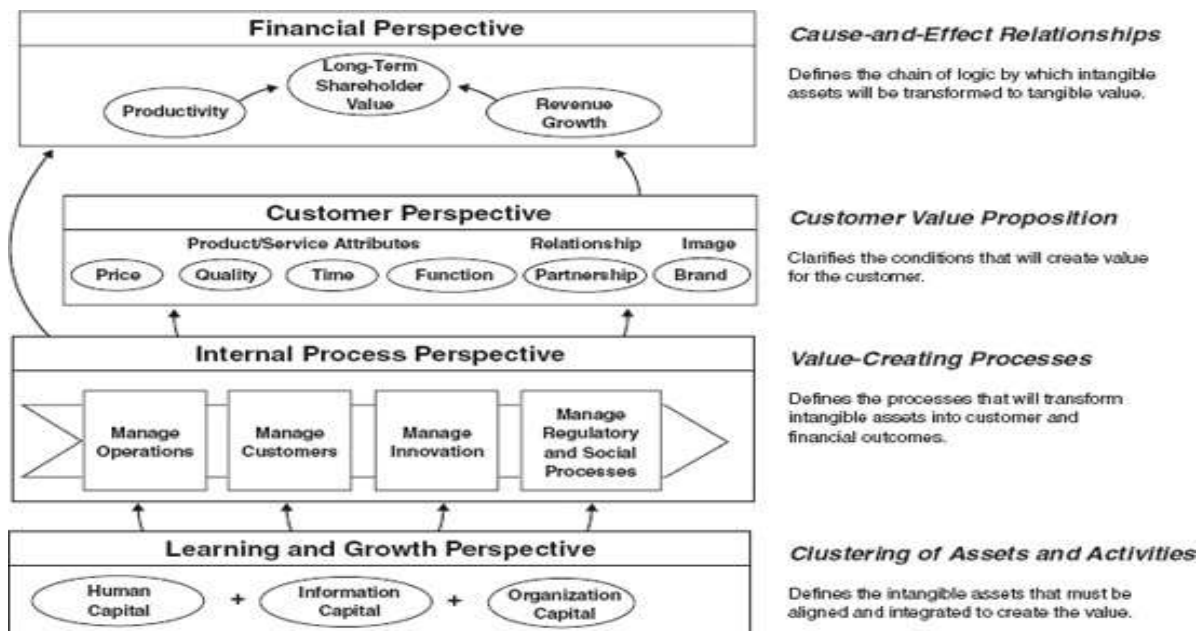 Financial Perspective
Long-Term
Shareholder
Value
Productivity
Revenue
Growth
Cause-and-Effect Relationships
Defines the chain of logic by which intangible
assets will be transformed to tangible value.
Customer Perspective
Product/Service Attributes Relationship Image
Price Quality Time Function Partnership Brand
Customer Value Proposition
Clarifies the conditions that will create value
for the customer.
Internal Process Perspective
Manage
Operations
Manage
Customers
Manage
Innovation
Manage
Regulatory
and Social
Processes
Value-Creating Processes
Defines the processes that will transform
intangible assets into customer and
financial outcomes.
Learning and Growth Perspective
Human
Capital
+
Information
Capital
+
Organization
Capital
Clustering of Assets and Activities
Defines the intangible assets that must be
aligned and integrated to create the value.